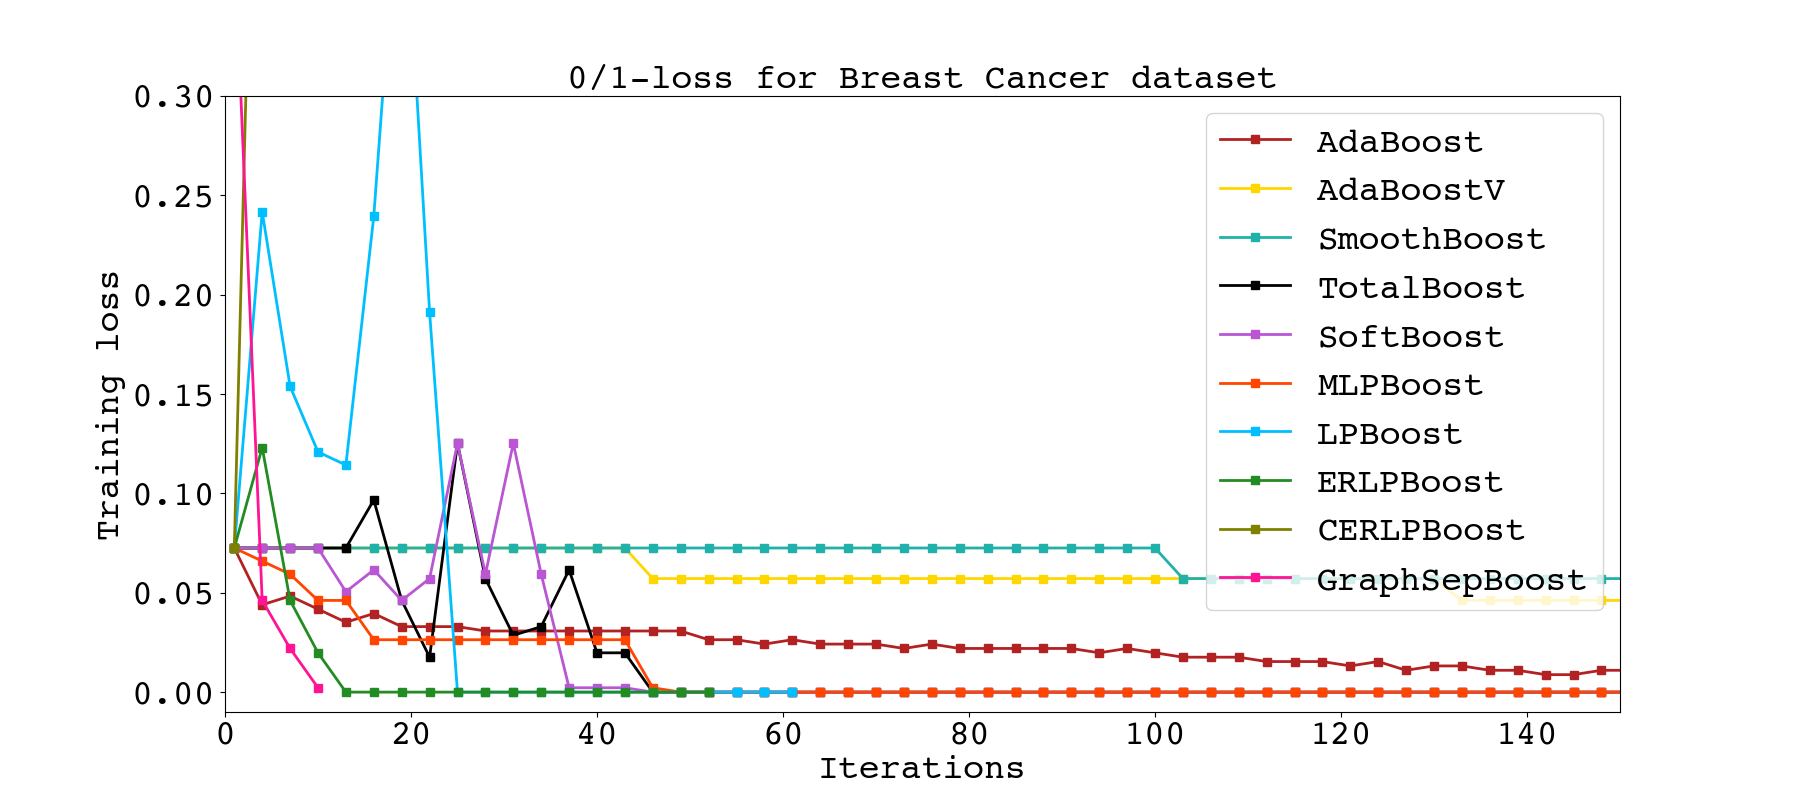 0/1-loss for Breast Cancer dataset
0.30
0.25
0.20
0.15
0.10
0.05
0.00
Training loss
0 20 40 60 80 100 120 140
Iterations
AdaBoost
AdaBoostV
SmoothBoost
TotalBoost
SoftBoost
MLPBoost
LPBoost
ERLPBoost
CERLPBoost
GraphSepBoost